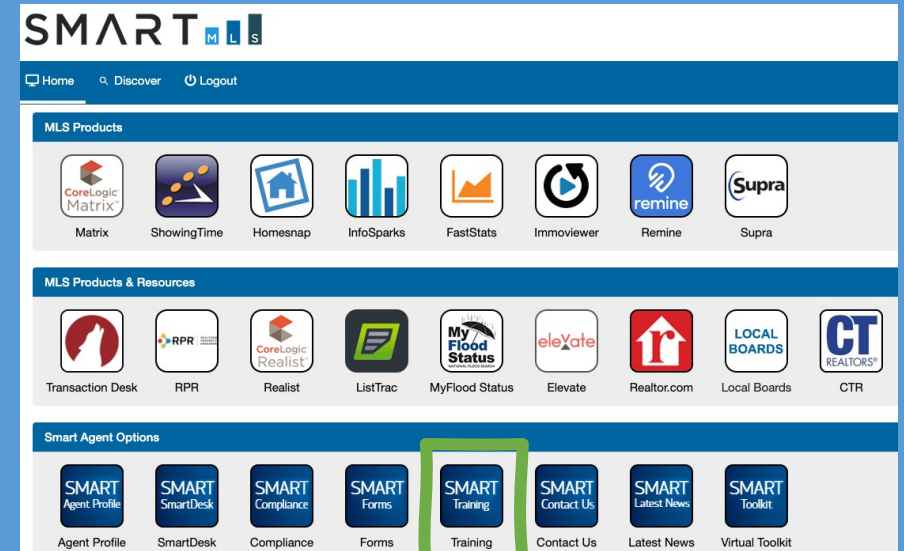 SMART MLS
Home Discover Logout
MLS Products
CoreLogic
Matrix™
Supra
remine
Matrix ShowingTime Homesnap InfoSparks FastStats Immoviewer Remine Supra
MLS Products & Resources
RPR
CoreLogic
Realist
My
Flood
Status
NATIONAL FLOOD SEARCH
elevate
LOCAL
BOARDS
CT
REALTORS®
Transaction Desk RPR Realist ListTrac MyFlood Status Elevate Realtor.com Local Boards CTR
Smart Agent Options
SMART
Agent Profile
SMART
SmartDesk
SMART
Compliance
SMART
Forms
SMART
Training
SMART
Contact Us
SMART
Latest News
SMART
Toolkit
Agent Profile SmartDesk Compliance Forms Training Contact Us Latest News Virtual Toolkit